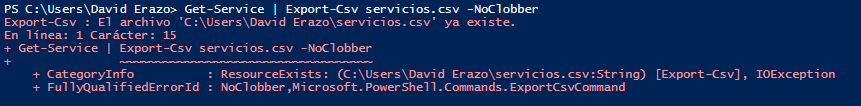 PS C:\Users\David Erazo> Get-Service | Export-Csv servicios.csv -NoClobber
Export-Csv : El archivo 'C:\Users\David Erazo\servicios.csv' ya existe.
En línea: 1 Carácter: 15
+ Get-Service | Export-Csv servicios.csv -NoClobber
+               ~~~~~~~~~~~~~~~~~~~~~~~~~~~~~~~~~~~
    + CategoryInfo          : ResourceExists: (C:\Users\David Erazo\servicios.csv:String) [Export-Csv], IOException
    + FullyQualifiedErrorId : NoClobber,Microsoft.PowerShell.Commands.ExportCsvCommand